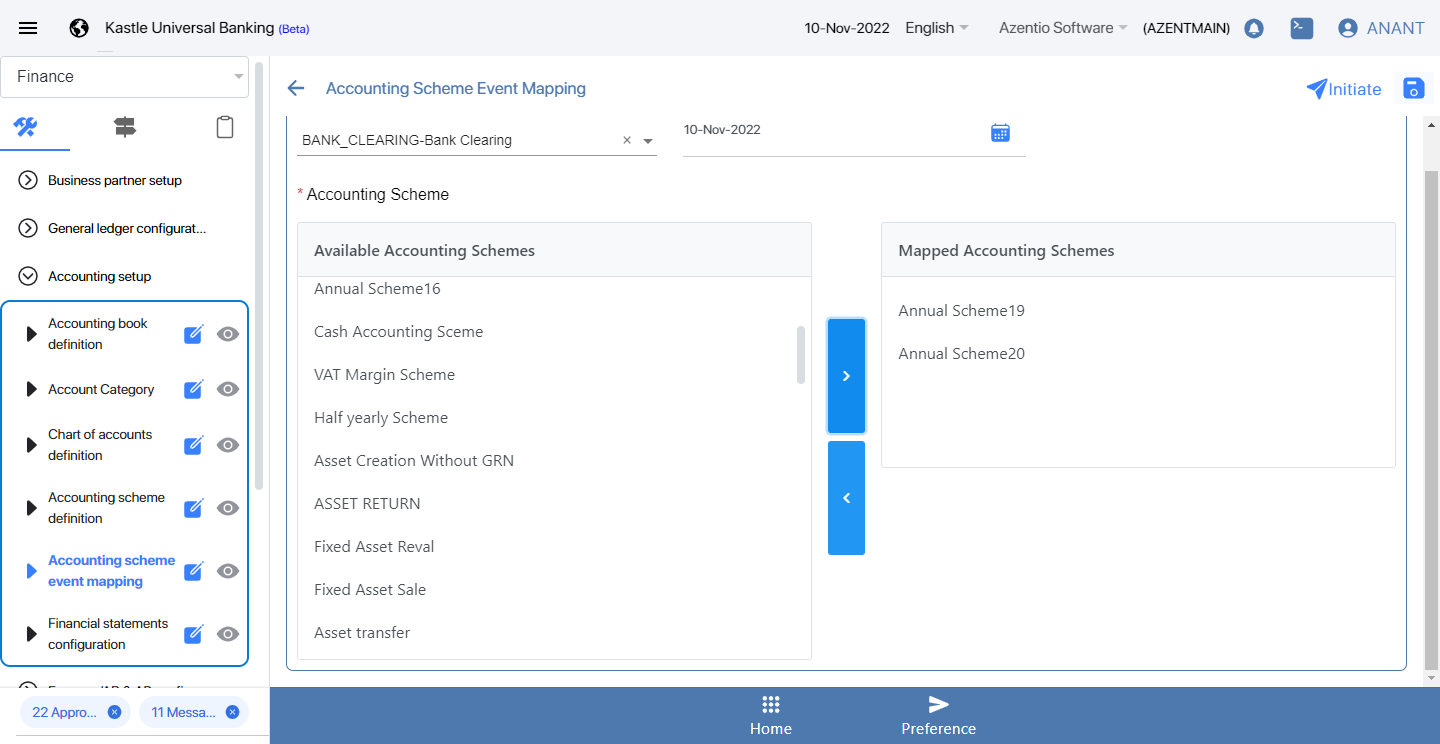 Kastle Universal Banking (Beta)
10-Nov-2022
English
Azentio Software
(AZENTMAIN)
ANANT
Finance
Business partner setup
General ledger configurat...
Accounting setup
Accounting book
definition
Account Category
Chart of accounts
definition
Accounting scheme
definition
Accounting scheme
event mapping
Financial statements
configuration
22 Appro...
11 Messa...
Accounting Scheme Event Mapping
Initiate
BANK_CLEARING-Bank Clearing
10-Nov-2022
* Accounting Scheme
Available Accounting Schemes
Annual Scheme16
Cash Accounting Sceme
VAT Margin Scheme
Half yearly Scheme
Asset Creation Without GRN
ASSET RETURN
Fixed Asset Reval
Fixed Asset Sale
Asset transfer
Mapped Accounting Schemes
Annual Scheme19
Annual Scheme20
Home
Preference